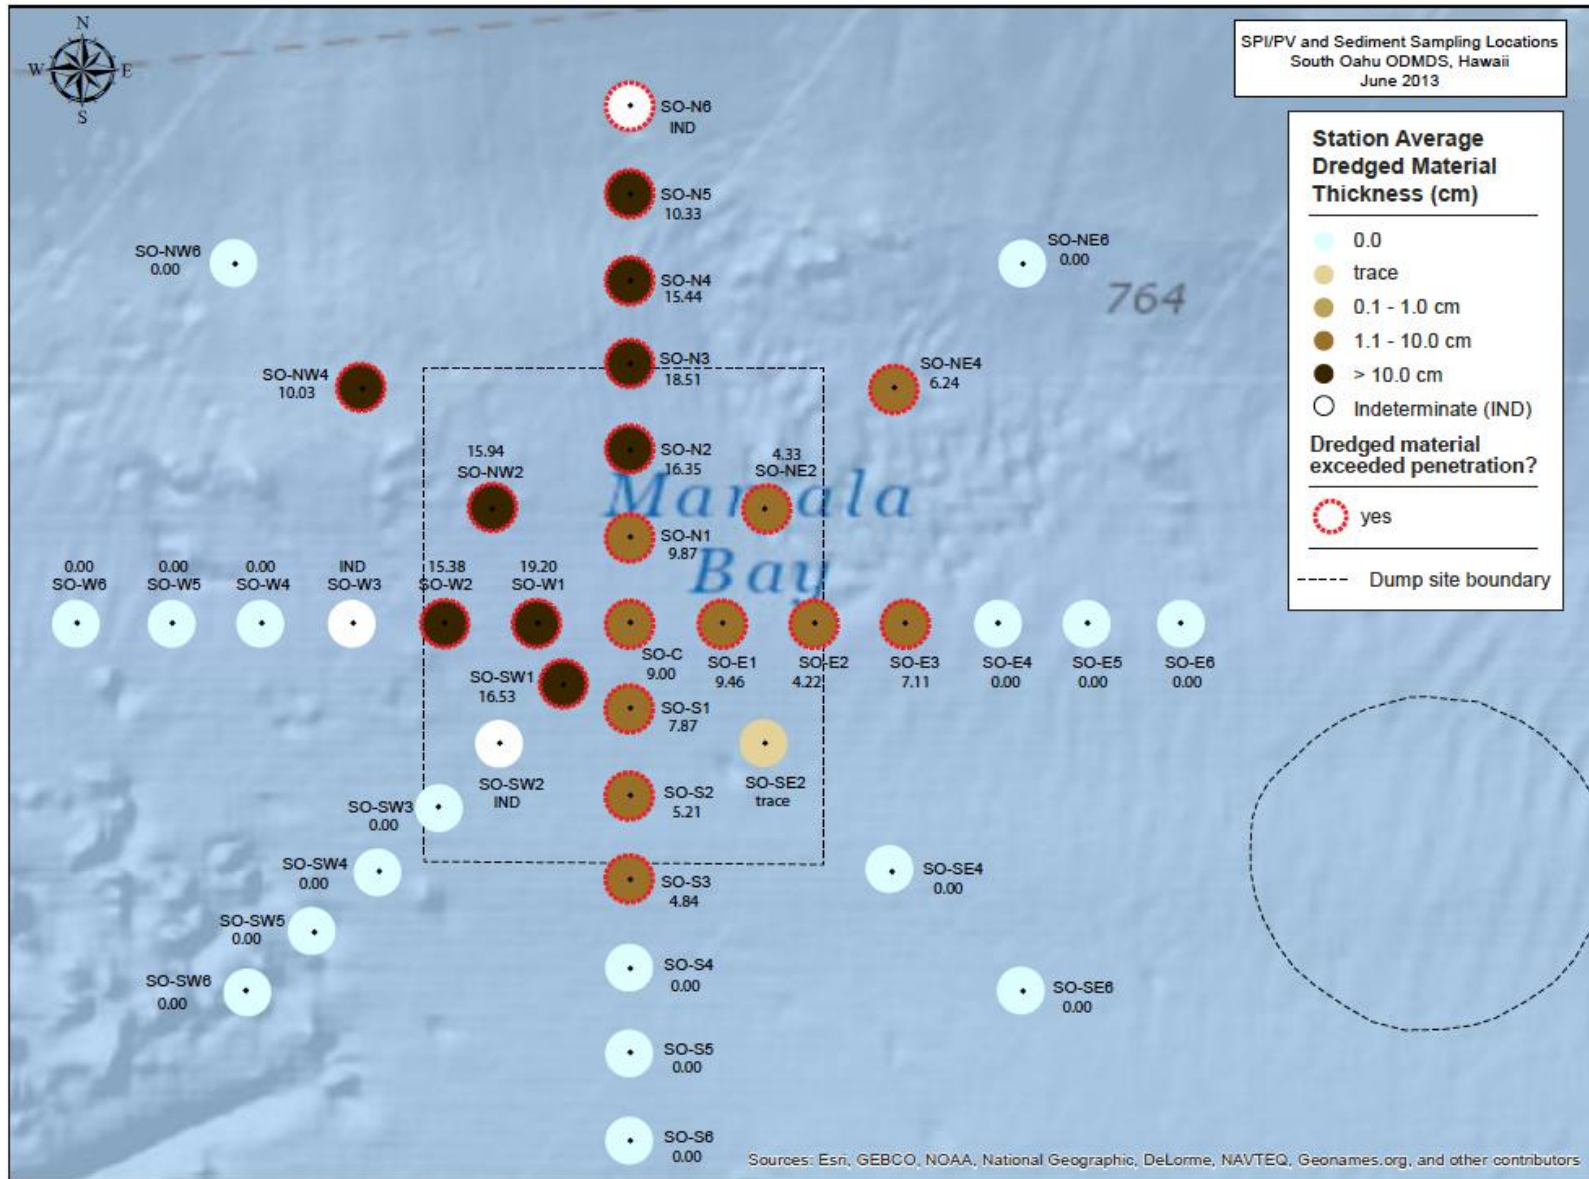 N
W E
S
SPI/PV and Sediment Sampling Locations
South Oahu ODMDS, Hawaii
June 2013
Station Average
Dredged Material
Thickness (cm)
0.0
trace
0.1 - 1.0 cm
1.1 - 10.0 cm
> 10.0 cm
Indeterminate (IND)
Dredged material
exceeded penetration?
yes
Dump site boundary
SO-N6
IND
SO-N5
10.33
SO-NW6
0.00
SO-NE6
0.00
SO-N4
15.44
764
SO-N3
18.51
SO-NW4
10.03
SO-NE4
6.24
SO-N2
16.35
15.94
SO-NW2
4.33
SO-NE2
Mamala
Bay
SO-N1
9.87
0.00
SO-W6
0.00
SO-W5
0.00
SO-W4
IND
SO-W3
15.38
SO-W2
19.20
SO-W1
SO-C
9.00
SO-E1
9.46
SO-E2
4.22
SO-E3
7.11
SO-E4
0.00
SO-E5
0.00
SO-E6
0.00
SO-SW1
16.53
SO-S1
7.87
SO-SW2
IND
SO-SE2
trace
SO-S2
5.21
SO-SW3
0.00
SO-SW4
0.00
SO-S3
4.84
SO-SE4
0.00
SO-SW5
0.00
SO-S4
0.00
SO-SW6
0.00
SO-SE6
0.00
SO-S5
0.00
SO-S6
0.00
Sources: Esri, GEBCO, NOAA, National Geographic, DeLorme, NAVTEQ, Geonames.org, and other contributors